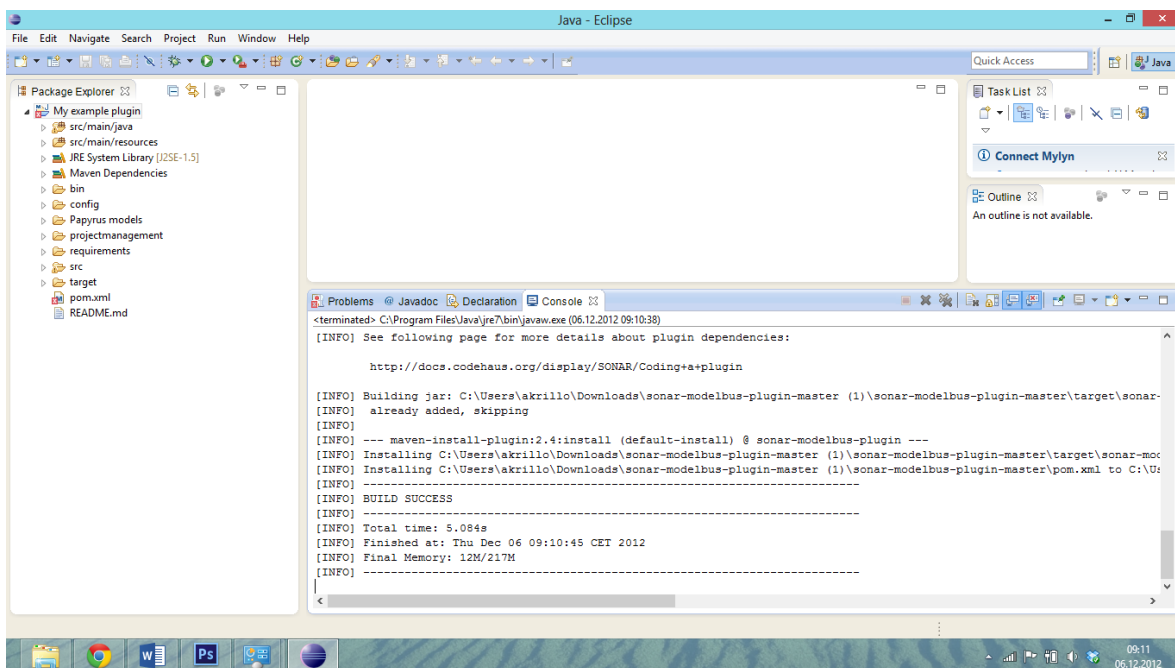 Java - Eclipse
File Edit Navigate Search Project Run Window Help
Quick Access
Java
Package Explorer
My example plugin
src/main/java
src/main/resources
JRE System Library [J2SE-1.5]
Maven Dependencies
bin
config
Papyrus models
projectmanagement
requirements
src
target
pom.xml
README.md
Task List
Connect Mylyn
Outline
An outline is not available.
Problems @ Javadoc Declaration Console
<terminated> C:\Program Files\Java\jre7\bin\javaw.exe (06.12.2012 09:10:38)
[INFO] See following page for more details about plugin dependencies:
http://docs.codehaus.org/display/SONAR/Coding+a+plugin
[INFO] Building jar: C:\Users\akrillo\Downloads\sonar-modelbus-plugin-master (1)\sonar-modelbus-plugin-master\target\sonar-
[INFO] already added, skipping
[INFO]
[INFO] --- maven-install-plugin:2.4:install (default-install) @ sonar-modelbus-plugin ---
[INFO] Installing C:\Users\akrillo\Downloads\sonar-modelbus-plugin-master (1)\sonar-modelbus-plugin-master\target\sonar-mod
[INFO] Installing C:\Users\akrillo\Downloads\sonar-modelbus-plugin-master (1)\sonar-modelbus-plugin-master\pom.xml to C:\Us
[INFO] ------------------------------------------------------------------------
[INFO] BUILD SUCCESS
[INFO] ------------------------------------------------------------------------
[INFO] Total time: 5.084s
[INFO] Finished at: Thu Dec 06 09:10:45 CET 2012
[INFO] Final Memory: 12M/217M
[INFO] ------------------------------------------------------------------------
W
Ps
09:11
06.12.2012